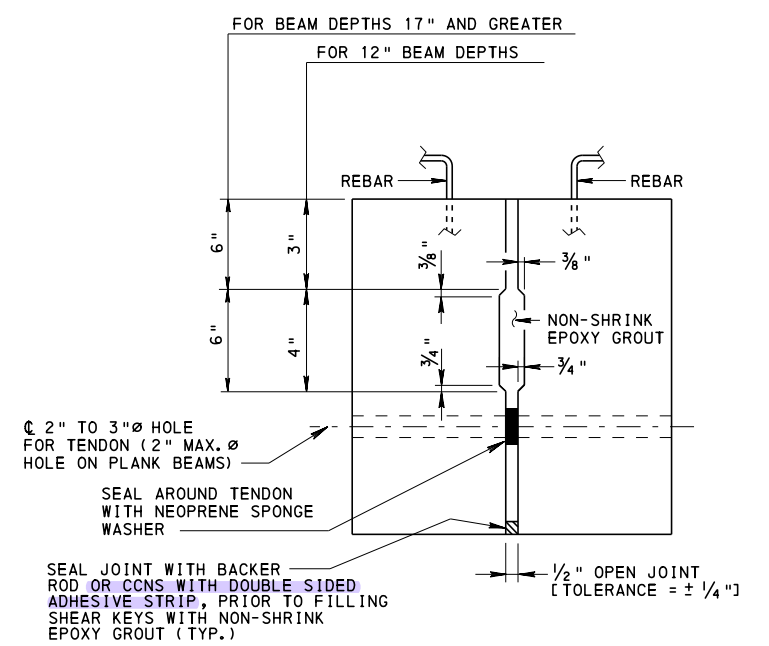 FOR BEAM DEPTHS 17" AND GREATER
FOR 12" BEAM DEPTHS
REBAR
REBAR
6"
3"
3/8"
3/8"
6"
4"
NON-SHRINK
EPOXY GROUT
3/4"
3/4"
℄ 2" TO 3"Ø HOLE
FOR TENDON (2" MAX. Ø
HOLE ON PLANK BEAMS)
SEAL AROUND TENDON
WITH NEOPRENE SPONGE
WASHER
SEAL JOINT WITH BACKER
ROD OR CCNS WITH DOUBLE SIDED
ADHESIVE STRIP, PRIOR TO FILLING
SHEAR KEYS WITH NON-SHRINK
EPOXY GROUT (TYP.)
1/2" OPEN JOINT
[TOLERANCE = ± 1/4"]